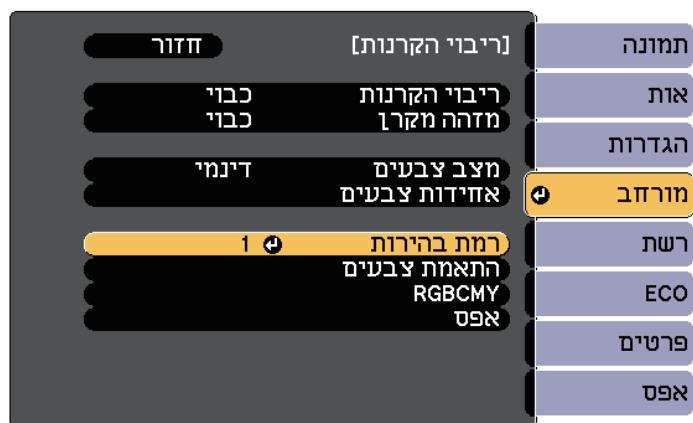 [ריבוי הקרנות] חזור
ריבוי הקרנות כבוי
מזהה מקרן כבוי
מצב צבעים דינמי
אחידות צבעים
רמת בהירות 1
התאמת צבעים
RGBCMY
אפס
תמונה
אות
הגדרות
מורחב
רשת
ECO
פרטים
אפס